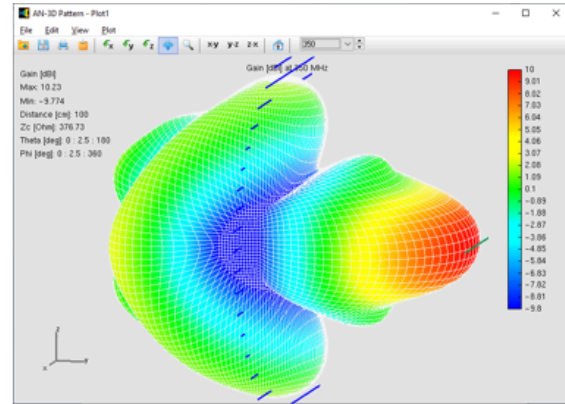 AN-3D Pattern - Plot1
File Edit View Plot
x y z x-y y-z z-x 350
Gain [dBi] at 350 MHz
Gain [dBi]
Max: 10.23
Min: -9.774
Distance [cm]: 100
Zc [Ohm]: 376.73
Theta [deg]: 0 : 2.5 : 180
Phi [deg]: 0 : 2.5 : 360
10
9.01
8.02
7.03
6.04
5.05
4.06
3.07
2.08
1.09
0.1
-0.89
-1.88
-2.87
-3.86
-4.85
-5.84
-6.83
-7.82
-8.81
-9.8
z
x